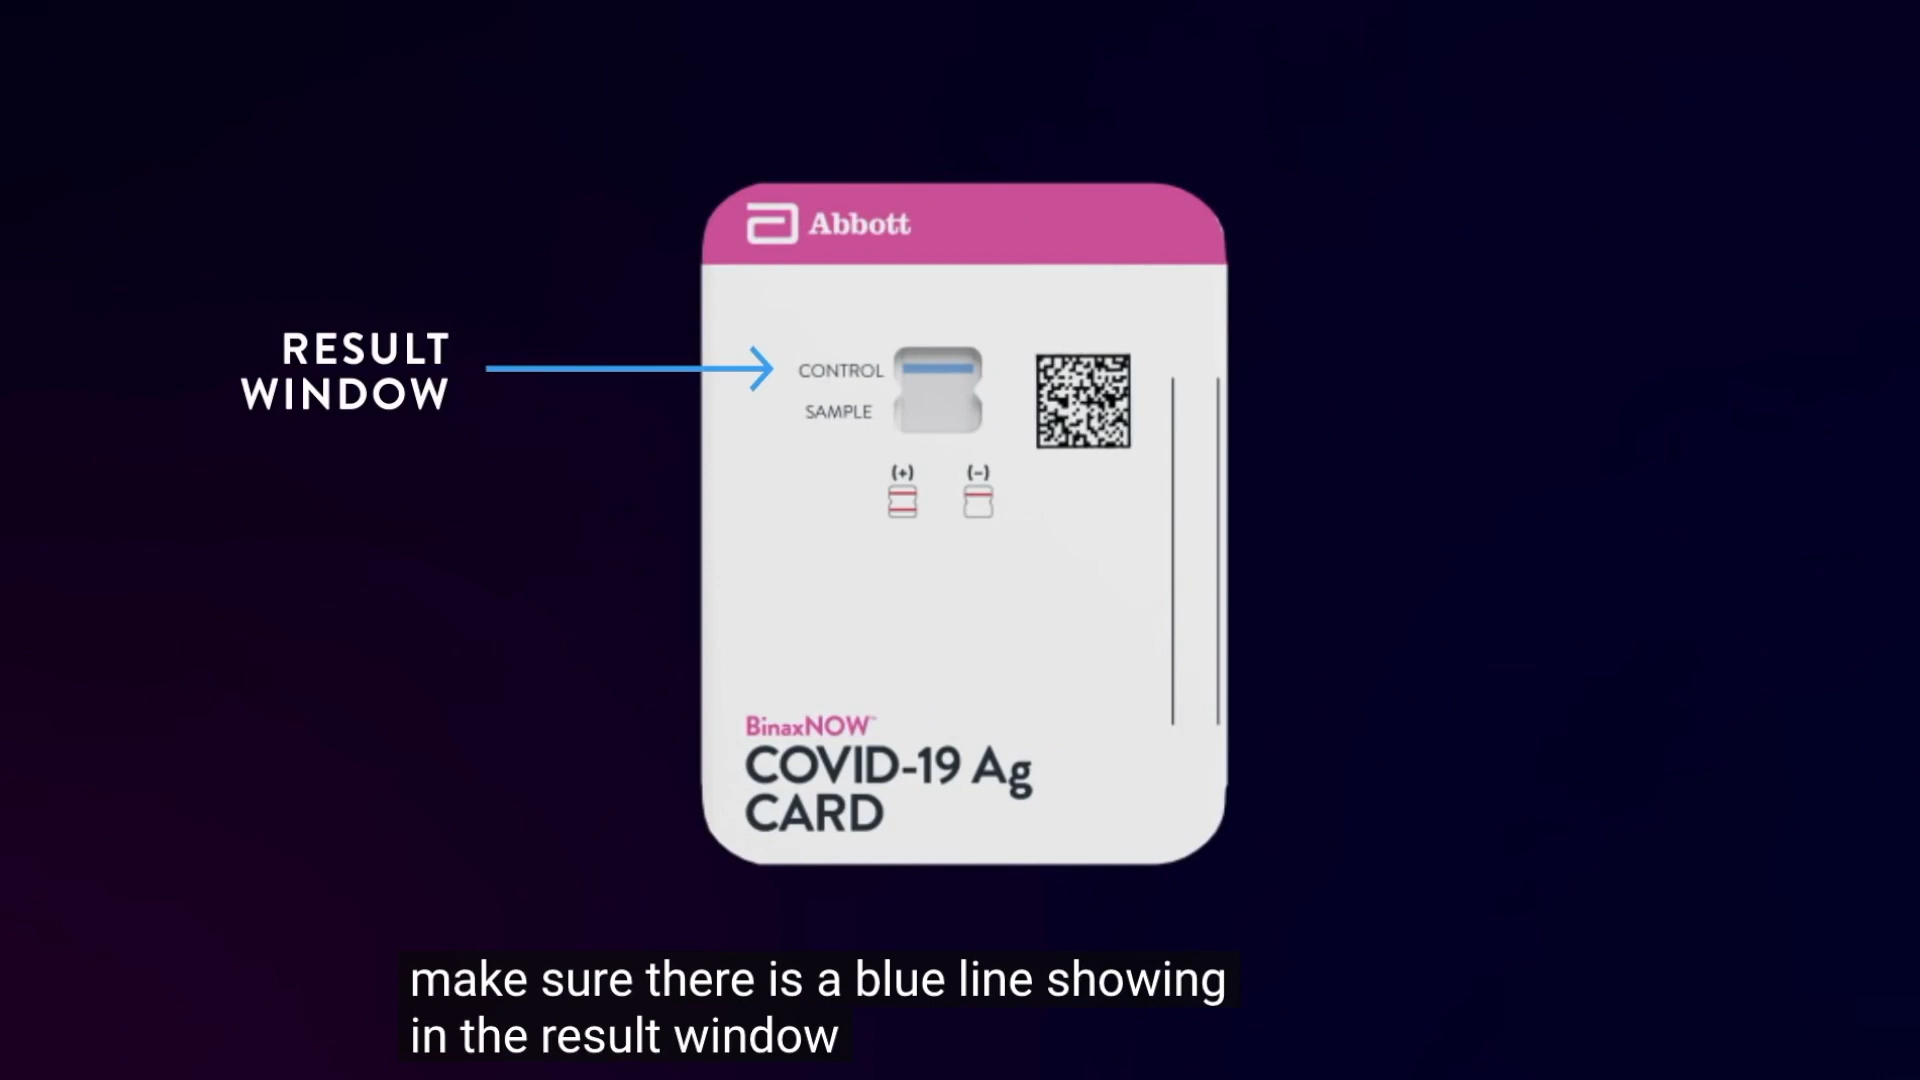 Abbott
RESULT
WINDOW
CONTROL
SAMPLE
(+) (-)
BinaxNOW™
COVID-19 Ag
CARD
make sure there is a blue line showing
in the result window